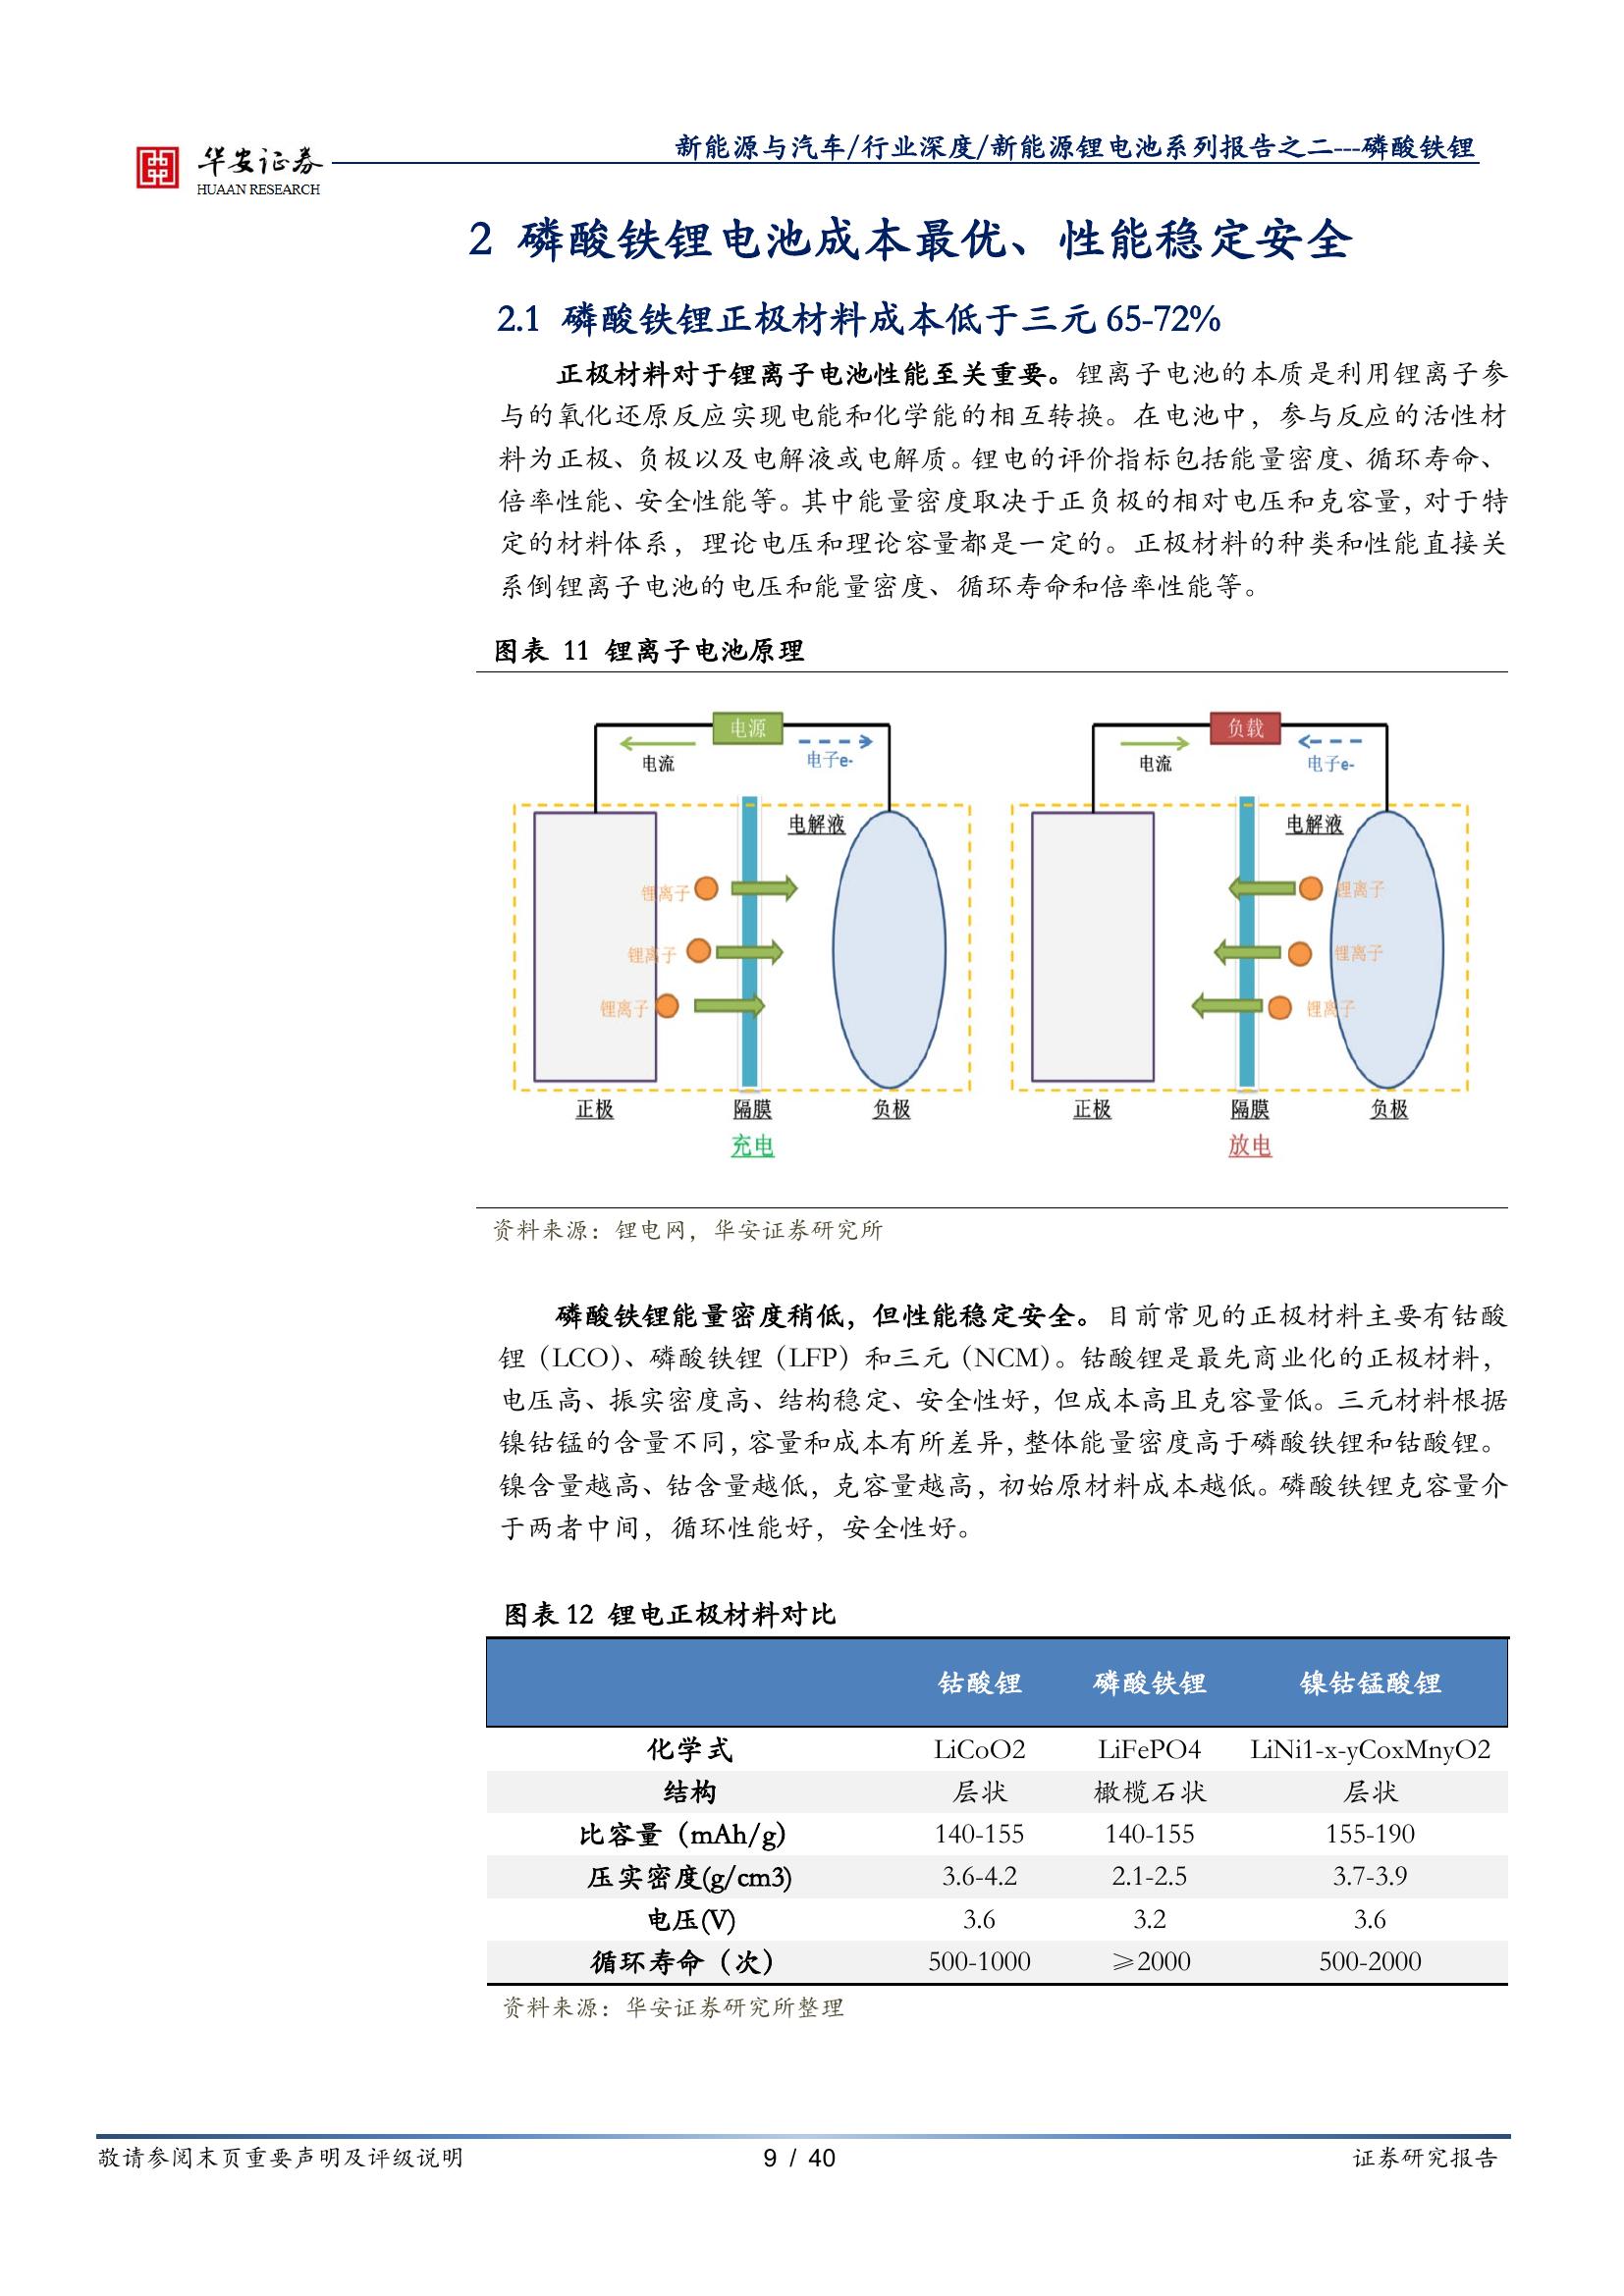 华安证券
HUAAN RESEARCH
新能源与汽车/行业深度/新能源锂电池系列报告之二---磷酸铁锂
2 磷酸铁锂电池成本最优、性能稳定安全
2.1 磷酸铁锂正极材料成本低于三元 65-72%
正极材料对于锂离子电池性能至关重要。锂离子电池的本质是利用锂离子参
与的氧化还原反应实现电能和化学能的相互转换。在电池中，参与反应的活性材
料为正极、负极以及电解液或电解质。锂电的评价指标包括能量密度、循环寿命、
倍率性能、安全性能等。其中能量密度取决于正负极的相对电压和克容量，对于特
定的材料体系，理论电压和理论容量都是一定的。正极材料的种类和性能直接关
系倒锂离子电池的电压和能量密度、循环寿命和倍率性能等。
图表 11 锂离子电池原理
电源
电流
电子e-
电解液
锂离子
锂离子
锂离子
正极
隔膜
负极
充电
负载
电流
电子e-
电解液
锂离子
锂离子
锂离子
正极
隔膜
负极
放电
资料来源：锂电网，华安证券研究所
磷酸铁锂能量密度稍低，但性能稳定安全。目前常见的正极材料主要有钴酸
锂（LCO）、磷酸铁锂（LFP）和三元（NCM）。钴酸锂是最先商业化的正极材料，
电压高、振实密度高、结构稳定、安全性好，但成本高且克容量低。三元材料根据
镍钴锰的含量不同，容量和成本有所差异，整体能量密度高于磷酸铁锂和钴酸锂。
镍含量越高、钴含量越低，克容量越高，初始原材料成本越低。磷酸铁锂克容量介
于两者中间，循环性能好，安全性好。
图表 12 锂电正极材料对比
钴酸锂 磷酸铁锂 镍钴锰酸锂
化学式 LiCoO2 LiFePO4 LiNi1-x-yCoxMnyO2
结构 层状 橄榄石状 层状
比容量（mAh/g） 140-155 140-155 155-190
压实密度(g/cm3) 3.6-4.2 2.1-2.5 3.7-3.9
电压(V) 3.6 3.2 3.6
循环寿命（次） 500-1000 ≥2000 500-2000
资料来源：华安证券研究所整理
敬请参阅末页重要声明及评级说明 9 / 40 证券研究报告